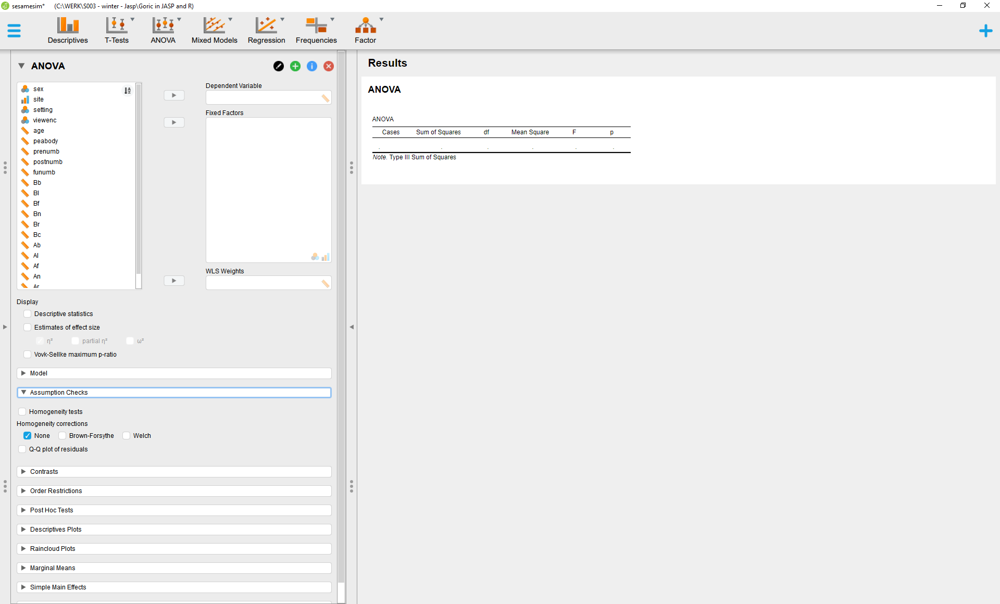 sesamesim* (C:\WERK\S003 - winter - Jasp\Goric in JASP and R)
Descriptives
T-Tests
ANOVA
Mixed Models
Regression
Frequencies
Factor
ANOVA
sex
site
setting
viewenc
age
peabody
prenumb
postnumb
funumb
Bb
Bl
Bf
Bn
Br
Bc
Ab
Al
Af
An
Ar
Dependent Variable
Fixed Factors
WLS Weights
Display
Descriptive statistics
Estimates of effect size
η² partial η² ω²
Vovk-Sellke maximum p-ratio
Model
Assumption Checks
Homogeneity tests
Homogeneity corrections
None Brown-Forsythe Welch
Q-Q plot of residuals
Contrasts
Order Restrictions
Post Hoc Tests
Descriptives Plots
Raincloud Plots
Marginal Means
Simple Main Effects
Results
ANOVA
ANOVA
Cases Sum of Squares df Mean Square F p
. . . . . .
Note. Type III Sum of Squares